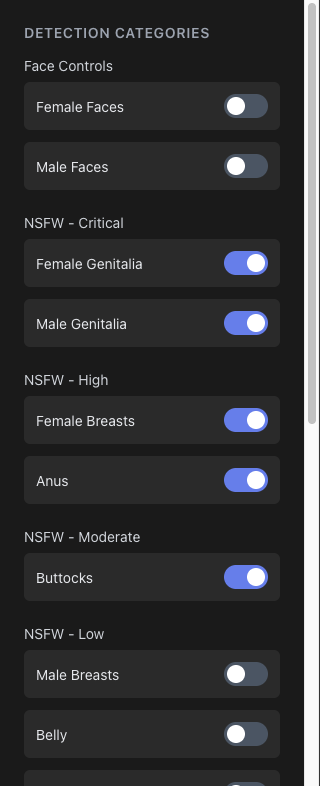 DETECTION CATEGORIES
Face Controls
Female Faces
Male Faces
NSFW - Critical
Female Genitalia
Male Genitalia
NSFW - High
Female Breasts
Anus
NSFW - Moderate
Buttocks
NSFW - Low
Male Breasts
Belly